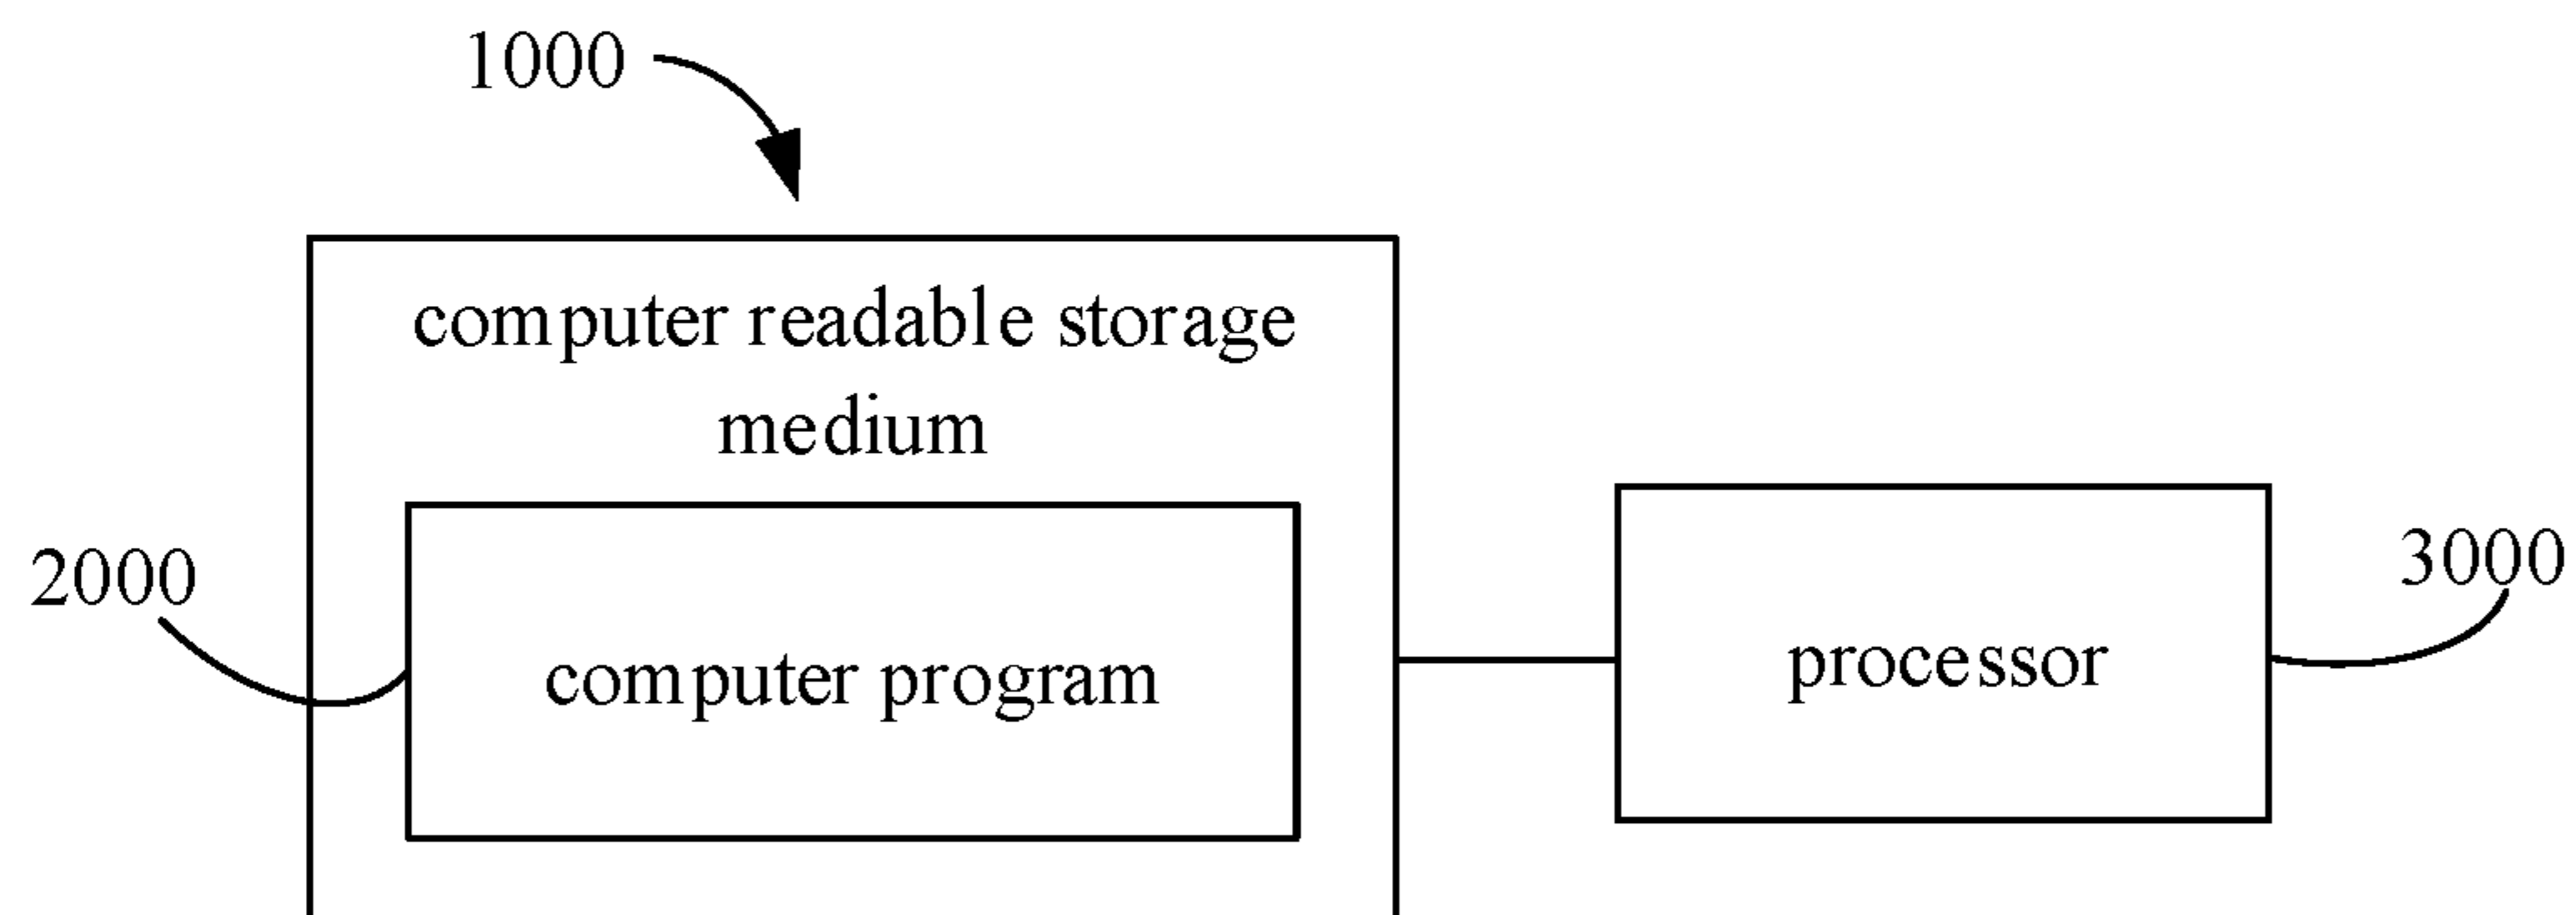 1000
computer readable storage
medium
2000
computer program
processor
3000